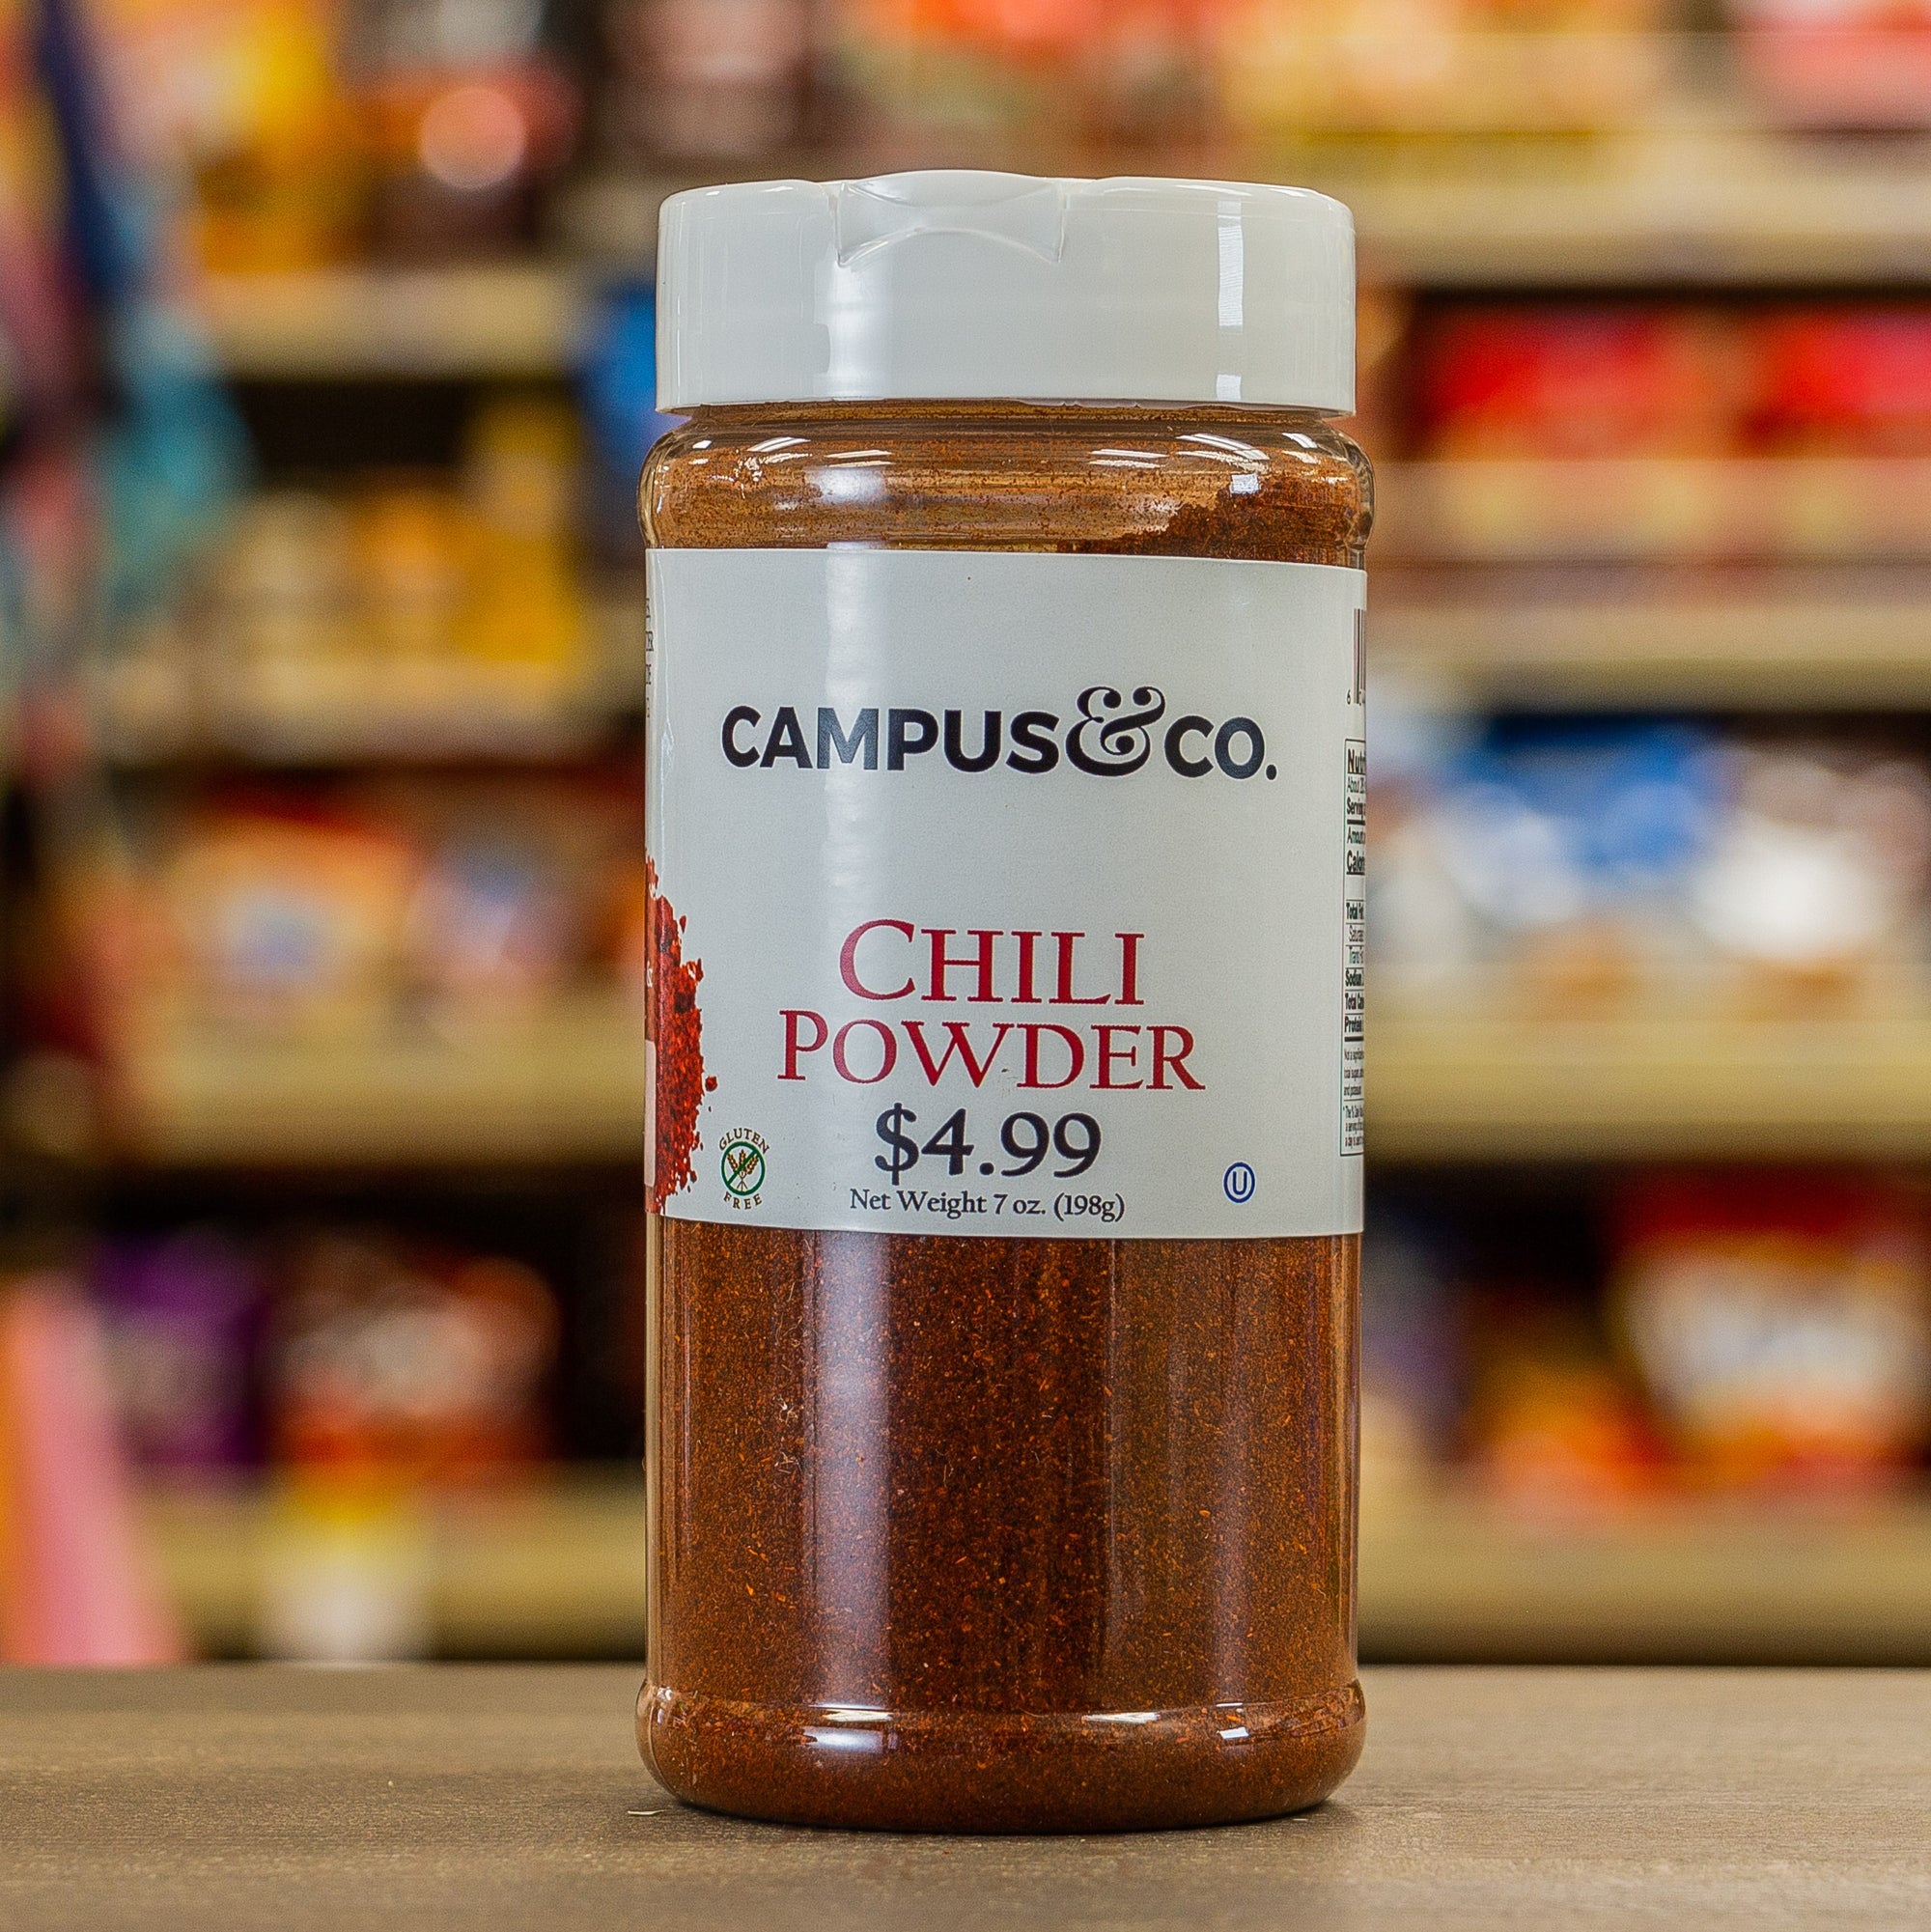 CAMPUS&CO.
CHILI
POWDER
$4.99
Net Weight 7 oz. (198g)
GLUTEN
FREE
U